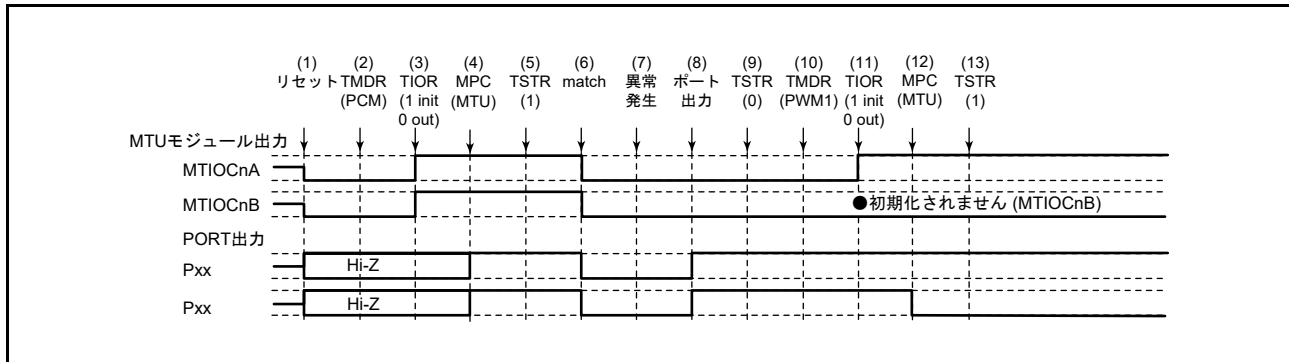 (1) (2) (3) (4) (5) (6) (7) (8) (9) (10) (11) (12) (13)
リセット TMDR TIOR MPC TSTR match 異常 ポート TSTR TMDR TIOR MPC TSTR
(PCM) (1 init (MTU) (1) 発生 出力 (0) (PWM1) (1 init (MTU) (1)
0 out) 0 out)
MTUモジュール出力
MTIOCnA
MTIOCnB ●初期化されません (MTIOCnB)
PORT出力
Pxx Hi-Z
Pxx Hi-Z